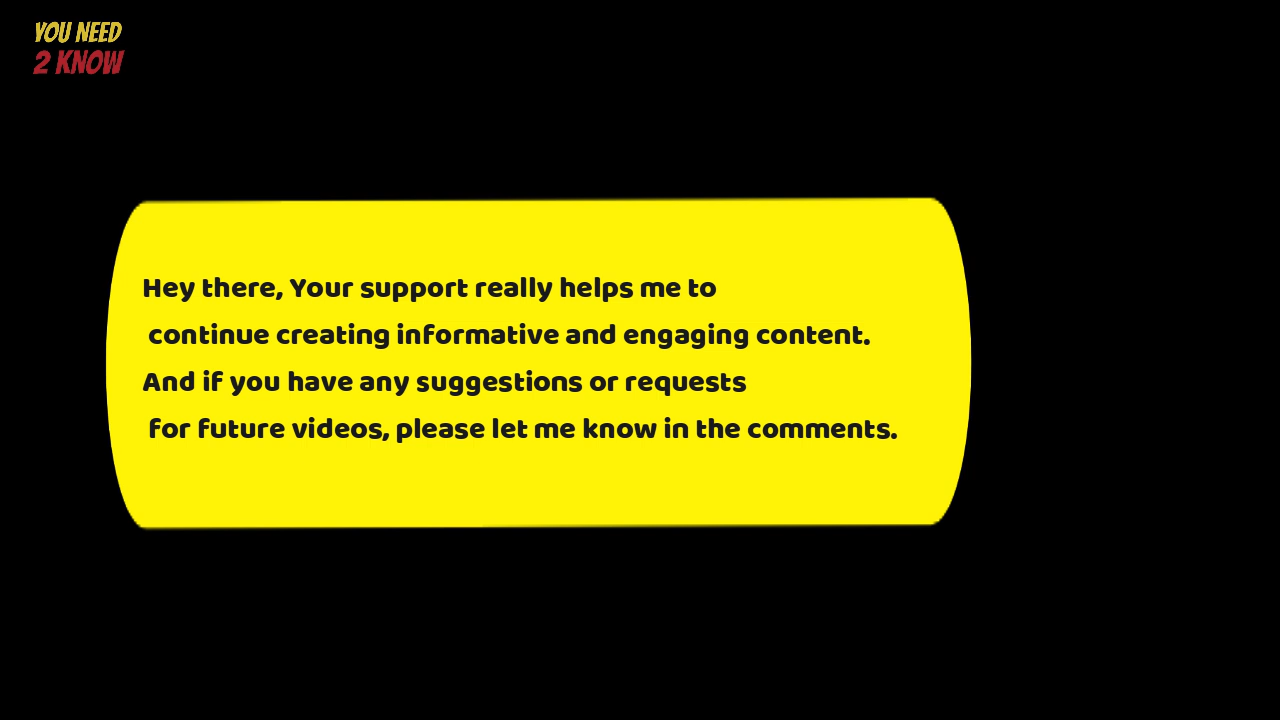 YOU NEED
2 KNOW
Hey there, Your support really helps me to
continue creating informative and engaging content.
And if you have any suggestions or requests
for future videos, please let me know in the comments.